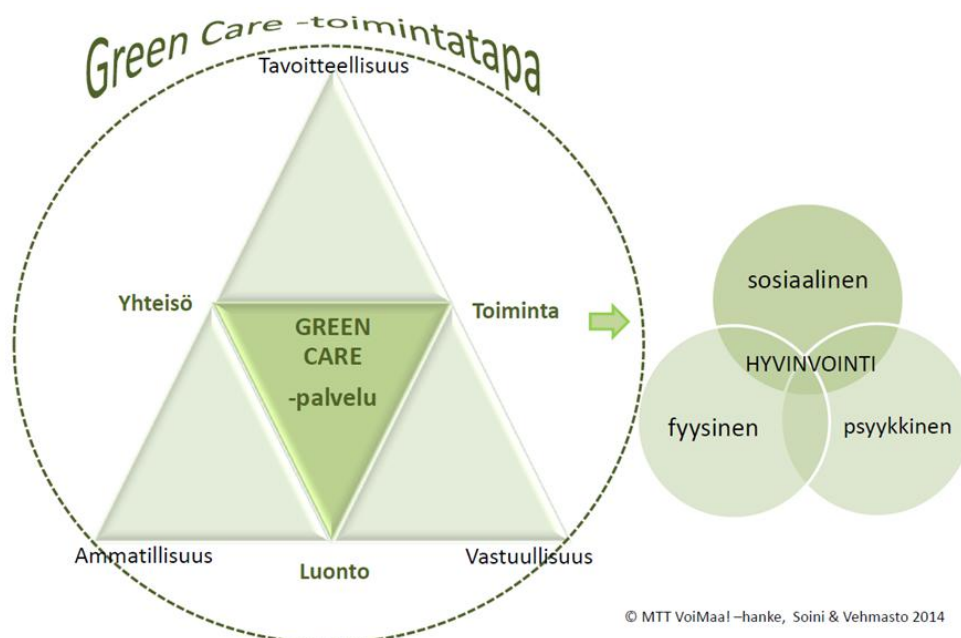 Green Care -toimintatapa
Tavoitteellisuus
Yhteisö
Toiminta
GREEN
CARE
-palvelu
Ammatillisuus
Luonto
Vastuullisuus
sosiaalinen
HYVINVOINTI
fyysinen
psyykkinen
© MTT VoiMaa! –hanke, Soini & Vehmasto 2014